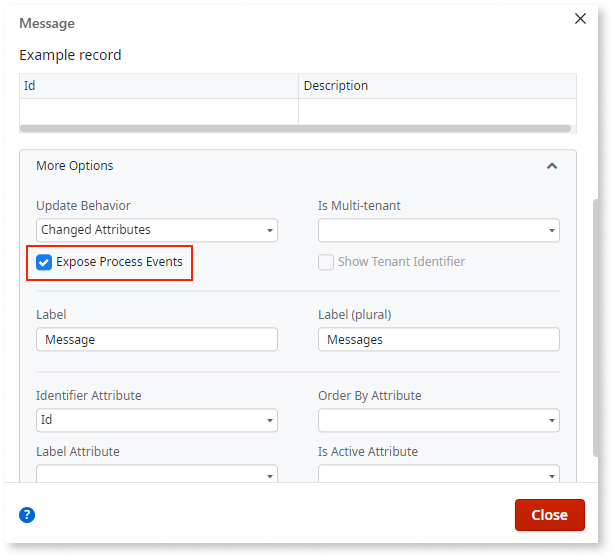 Message
Example record
Id Description
More Options
Update Behavior Is Multi-tenant
Changed Attributes
Expose Process Events Show Tenant Identifier
Label Label (plural)
Message Messages
Identifier Attribute Order By Attribute
Id
Label Attribute Is Active Attribute
? Close